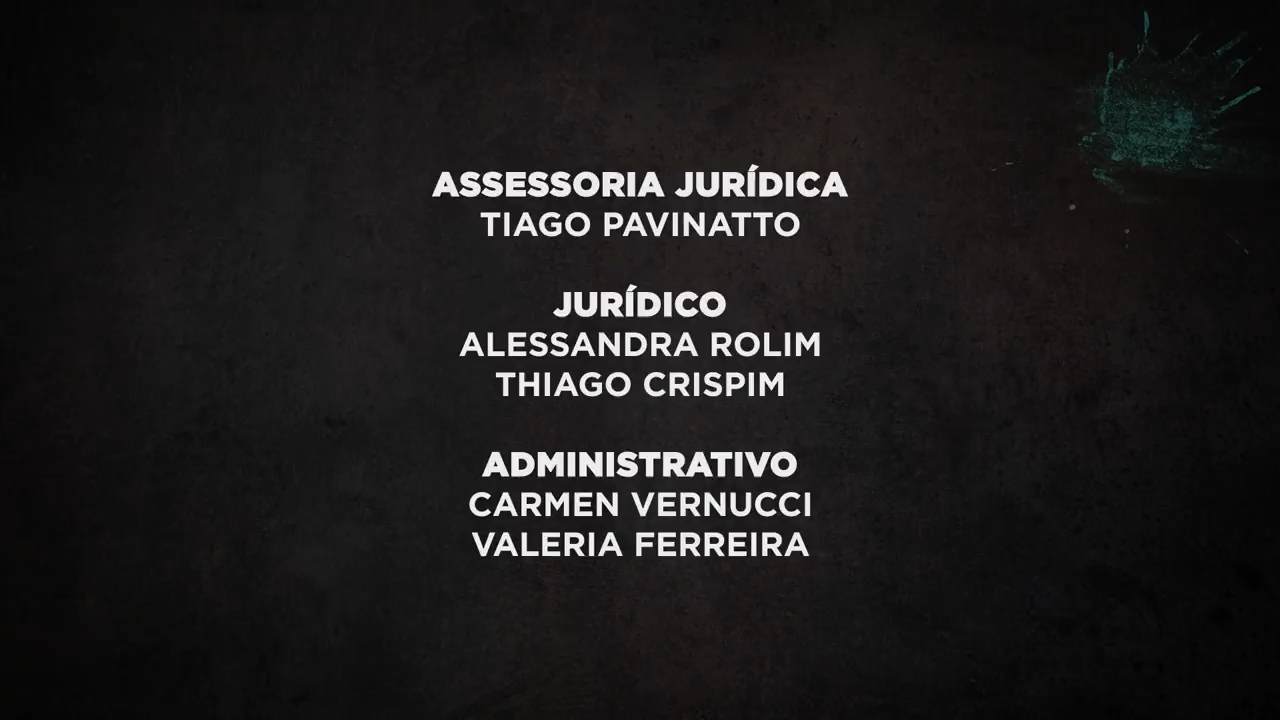 ASSESSORIA JURÍDICA
TIAGO PAVINATTO
JURÍDICO
ALESSANDRA ROLIM
THIAGO CRISPIM
ADMINISTRATIVO
CARMEN VERNUCCI
VALERIA FERREIRA